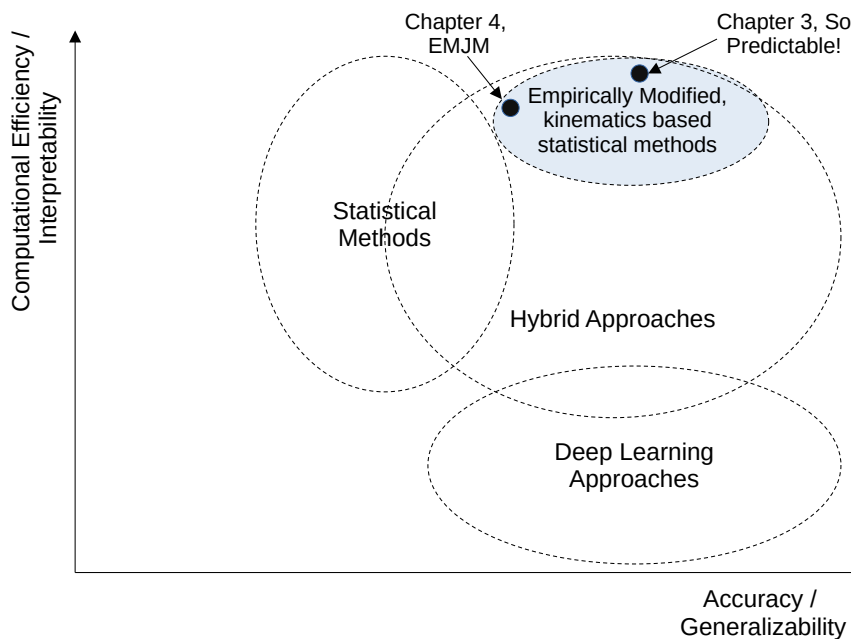 Chapter 4,
EMJM
Chapter 3, So
Predictable!
Empirically Modified,
kinematics based
statistical methods
Computational Efficiency /
Interpretability
Statistical
Methods
Hybrid Approaches
Deep Learning
Approaches
Accuracy /
Generalizability